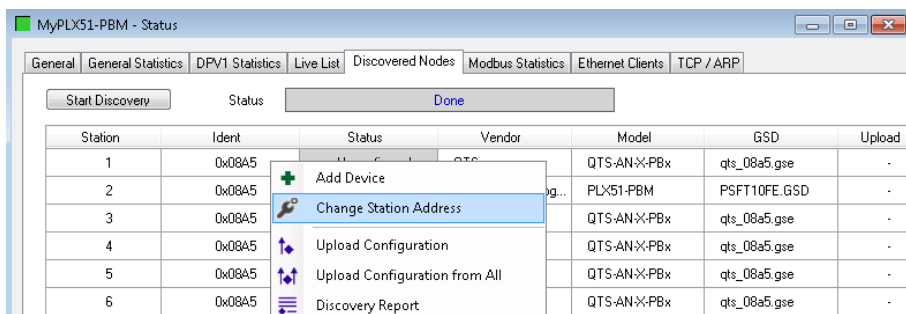 MyPLX51-PBM - Status
General General Statistics DPV1 Statistics Live List Discovered Nodes Modbus Statistics Ethernet Clients TCP / ARP
Start Discovery Status Done
Station Ident Status Vendor Model GSD Upload
1 0x08A5 QTS-AN-X-PBx qts_08a5.gse -
Add Device
2 0x08A5 PLX51-PBM PSFT10FE.GSD -
Change Station Address
3 0x08A5 QTS-AN-X-PBx qts_08a5.gse -
4 0x08A5 Upload Configuration QTS-AN-X-PBx qts_08a5.gse -
5 0x08A5 Upload Configuration from All QTS-AN-X-PBx qts_08a5.gse -
6 0x08A5 Discovery Report QTS-AN-X-PBx qts_08a5.gse -